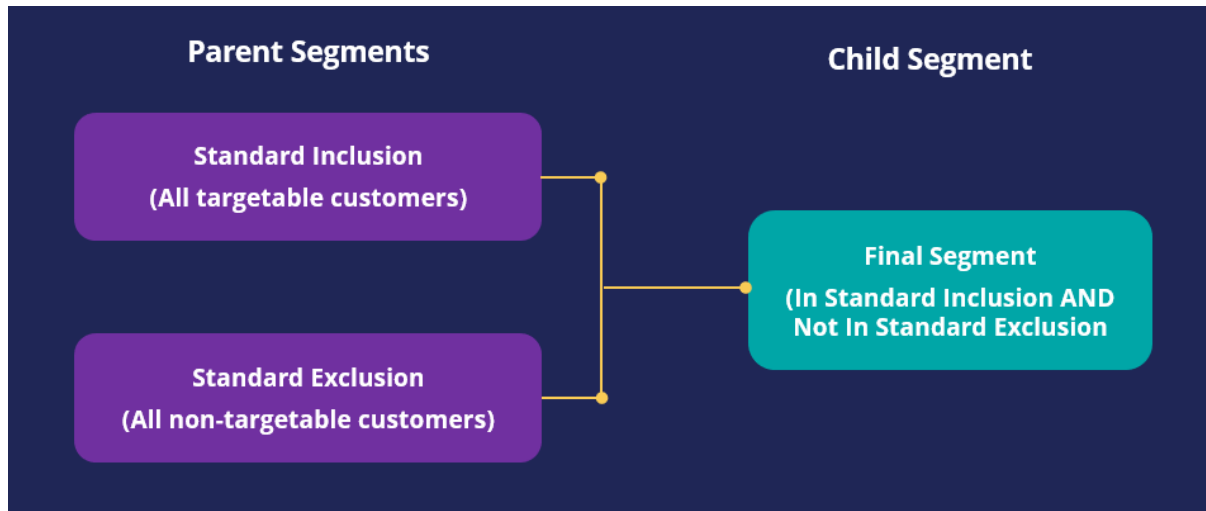 Parent Segments
Child Segment
Standard Inclusion
(All targetable customers)
Final Segment
(In Standard Inclusion AND
Not In Standard Exclusion
Standard Exclusion
(All non-targetable customers)